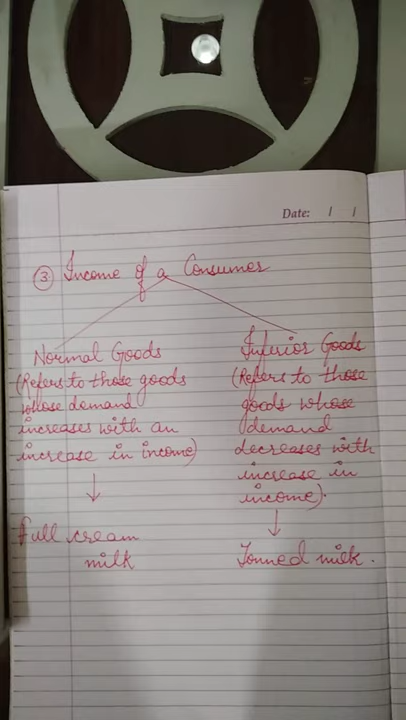 Date: / /
③ Income of a Consumer
Normal Goods
(Refers to those goods
whose demand
increases with an
increase in income)
↓
Full cream
milk
Inferior Goods
(Refers to those
goods whose
demand
decreases with
increase in
income).
↓
Tonned milk.